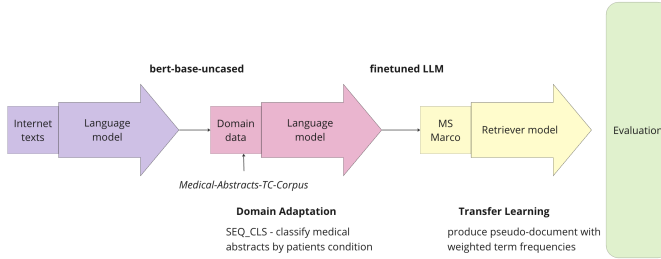 bert-base-uncased
finetuned LLM
Internet
texts
Language
model
Domain
data
Language
model
MS
Marco
Retriever model
Evaluation
Medical-Abstracts-TC-Corpus
Domain Adaptation
SEQ_CLS - classify medical
abstracts by patients condition
Transfer Learning
produce pseudo-document with
weighted term frequencies